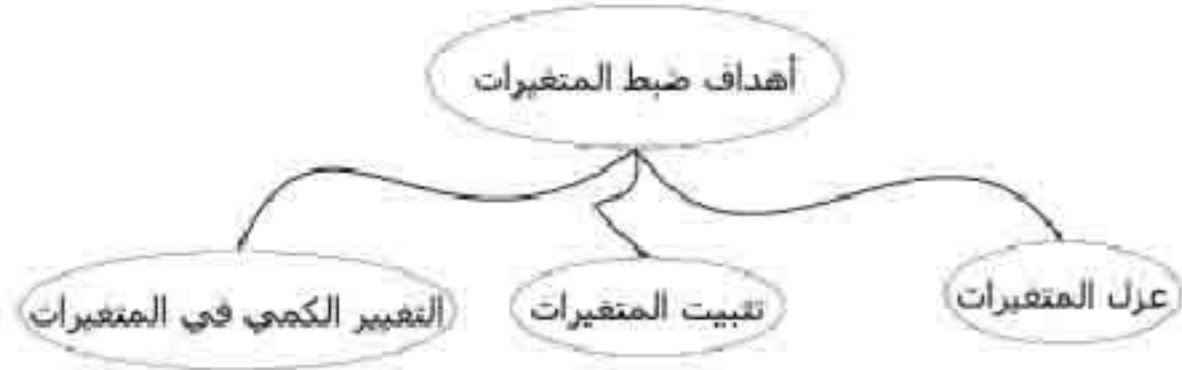 أهداف ضبط المتغيرات
عزل المتغيرات
تثبيت المتغيرات
التغيير الكمي في المتغيرات